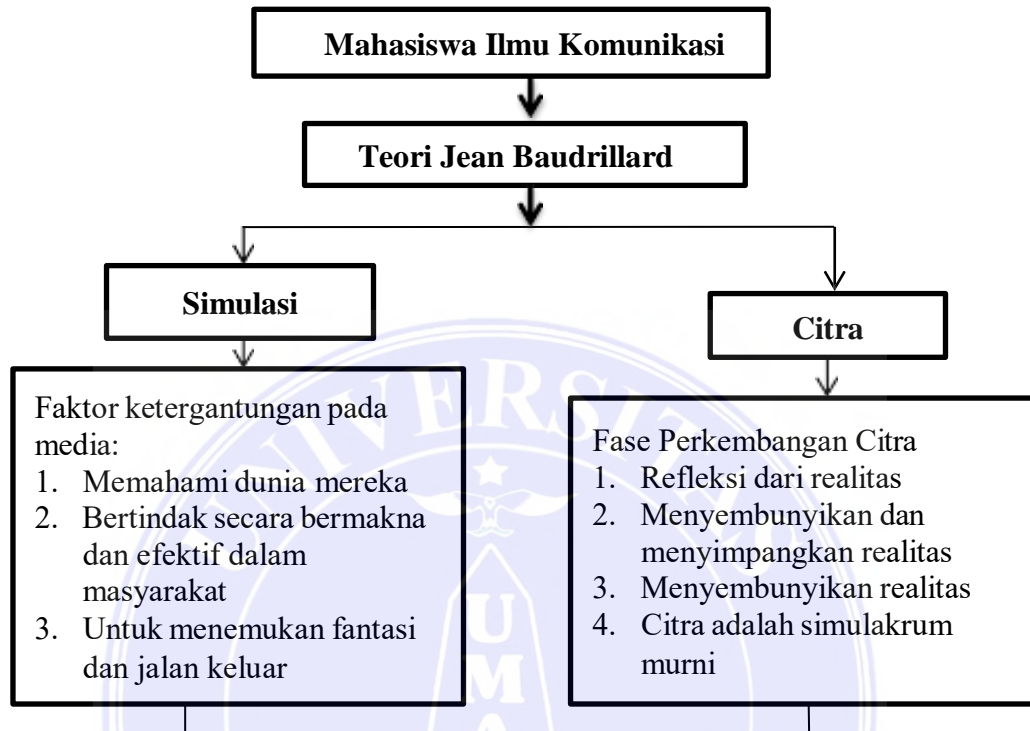 Mahasiswa Ilmu Komunikasi
Teori Jean Baudrillard
Simulasi
Citra
Faktor ketergantungan pada
media:
1. Memahami dunia mereka
2. Bertindak secara bermakna
dan efektif dalam
masyarakat
3. Untuk menemukan fantasi
dan jalan keluar
Fase Perkembangan Citra
1. Refleksi dari realitas
2. Menyembunyikan dan
menyimpangkan realitas
3. Menyembunyikan realitas
4. Citra adalah simulakrum
murni
UNIVERSITAS
U
M
A